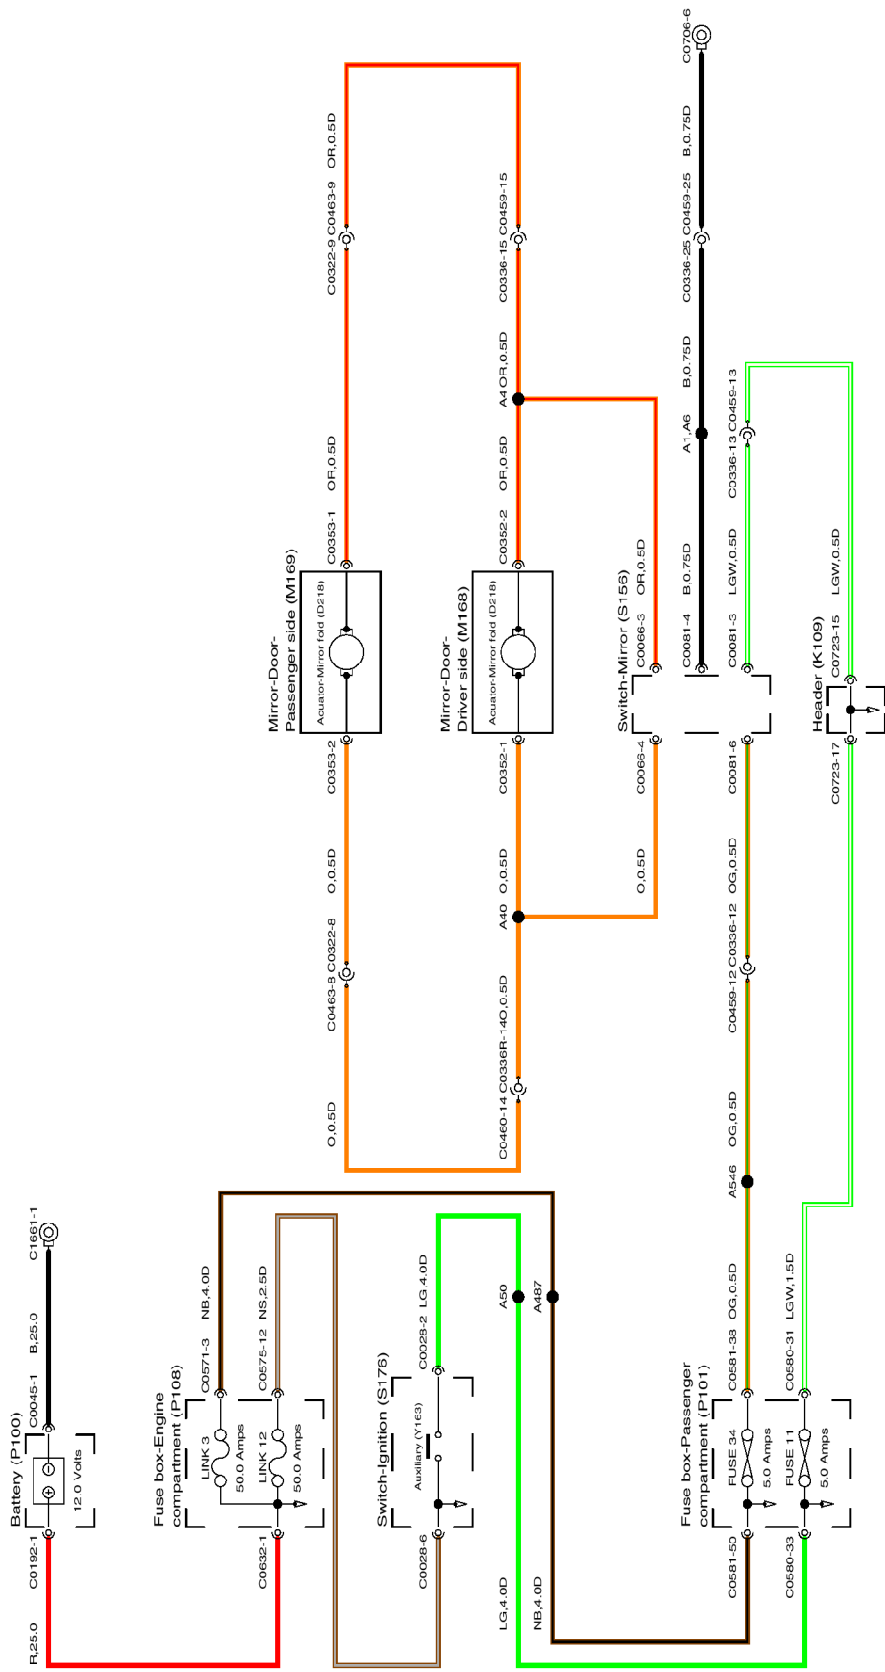 Battery (P100)
12.0 Volts
C0192-1
R,25.0
C0045-1
B,25.0
C1661-1
Fuse box-Engine
compartment (P108)
LINK 3
50.0 Amps
LINK 12
50.0 Amps
C0632-1
C0571-3
NB,4.0D
C0575-12
NS,2.5D
Switch-Ignition (S176)
Auxiliary (Y163)
C0028-6
C0028-2
LG,4.0D
A50
A487
LG,4.0D
NB,4.0D
Fuse box-Passenger
compartment (P101)
FUSE 34
5.0 Amps
FUSE 11
5.0 Amps
C0581-50
C0580-33
C0581-38
OG,0.5D
C0580-31
LGW,1.5D
A546
OG,0.5D
C0459-12
C0336-12
OG,0.5D
C0081-6
Mirror-Door-
Passenger side (M169)
Acuator-Mirror fold (D218)
C0353-2
O,0.5D
C0322-8
C0463-8
O,0.5D
C0353-1
OR,0.5D
C0322-9
C0463-9
OR,0.5D
Mirror-Door-
Driver side (M168)
Acuator-Mirror fold (D218)
C0352-1
O,0.5D
A40
O,0.5D
C0336R-14
C0460-14
C0352-2
OR,0.5D
A4
OR,0.5D
C0336-15
C0459-15
Switch-Mirror (S156)
C0066-4
O,0.5D
C0066-3
OR,0.5D
C0081-4
B,0.75D
A1,A6
B,0.75D
C0336-25
C0459-25
B,0.75D
C0706-6
C0081-3
LGW,0.5D
C0336-13
C0459-13
Header (K109)
C0723-17
C0723-15
LGW,0.5D